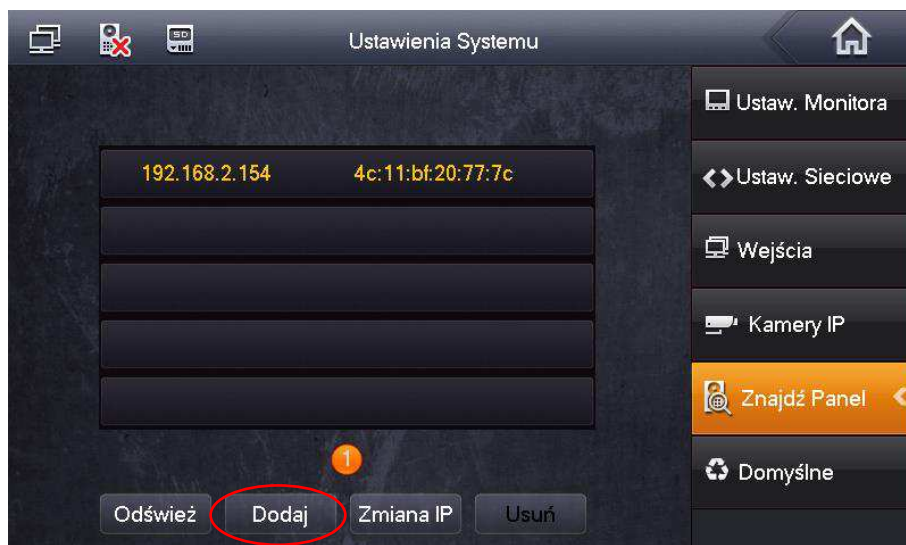 SD
Ustawienia Systemu
Ustaw. Monitora
192.168.2.154 4c:11:bf:20:77:7c
Ustaw. Sieciowe
Wejścia
Kamery IP
Znajdź Panel
1
Domyślne
Odśwież Dodaj Zmiana IP Usuń